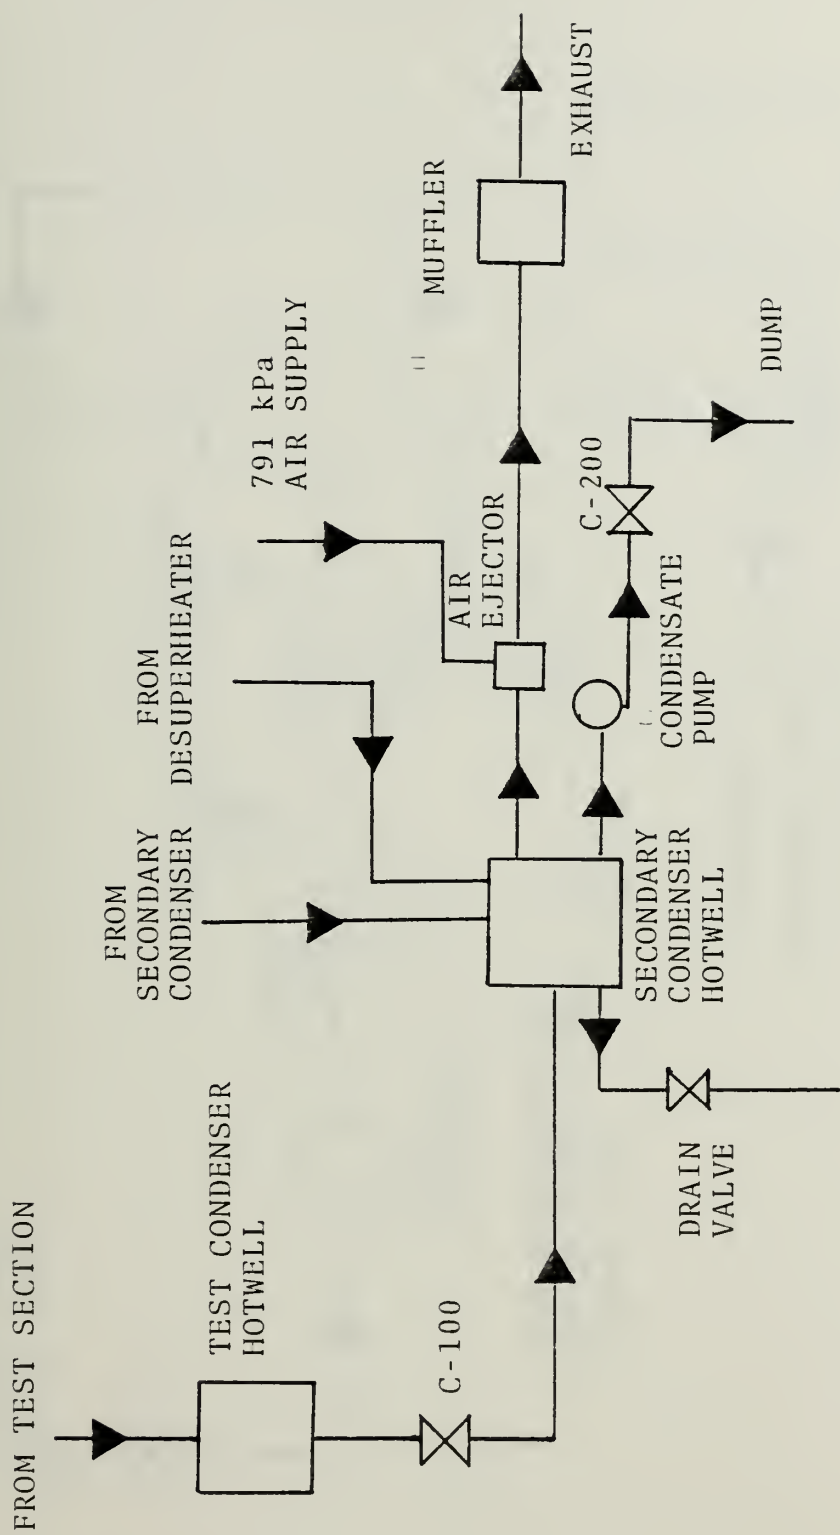 FROM TEST SECTION
TEST CONDENSER
HOTWELL
C-100
FROM
SECONDARY
CONDENSER
FROM
DESUPERHEATER
791 kPa
AIR SUPPLY
AIR
EJECTOR
MUFFLER
EXHAUST
SECONDARY
CONDENSER
HOTWELL
CONDENSATE
PUMP
C-200
DUMP
DRAIN
VALVE